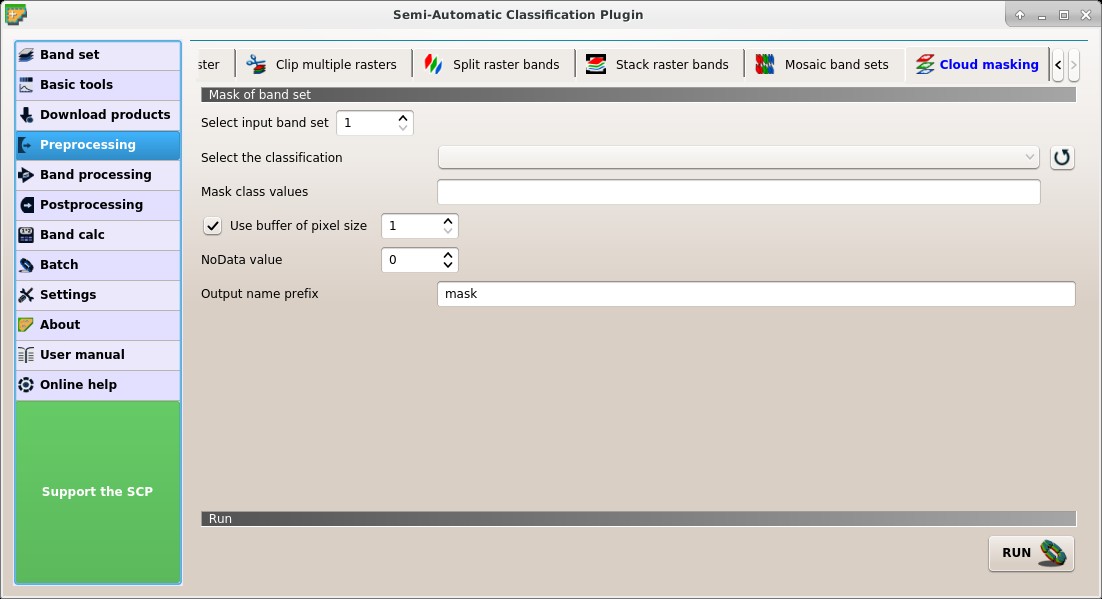 Semi-Automatic Classification Plugin
Band set
Basic tools
Download products
Preprocessing
Band processing
Postprocessing
Band calc
Batch
Settings
About
User manual
Online help
Support the SCP
ster
Clip multiple rasters
Split raster bands
Stack raster bands
Mosaic band sets
Cloud masking
Mask of band set
Select input band set 1
Select the classification
Mask class values
Use buffer of pixel size 1
NoData value 0
Output name prefix mask
Run
RUN